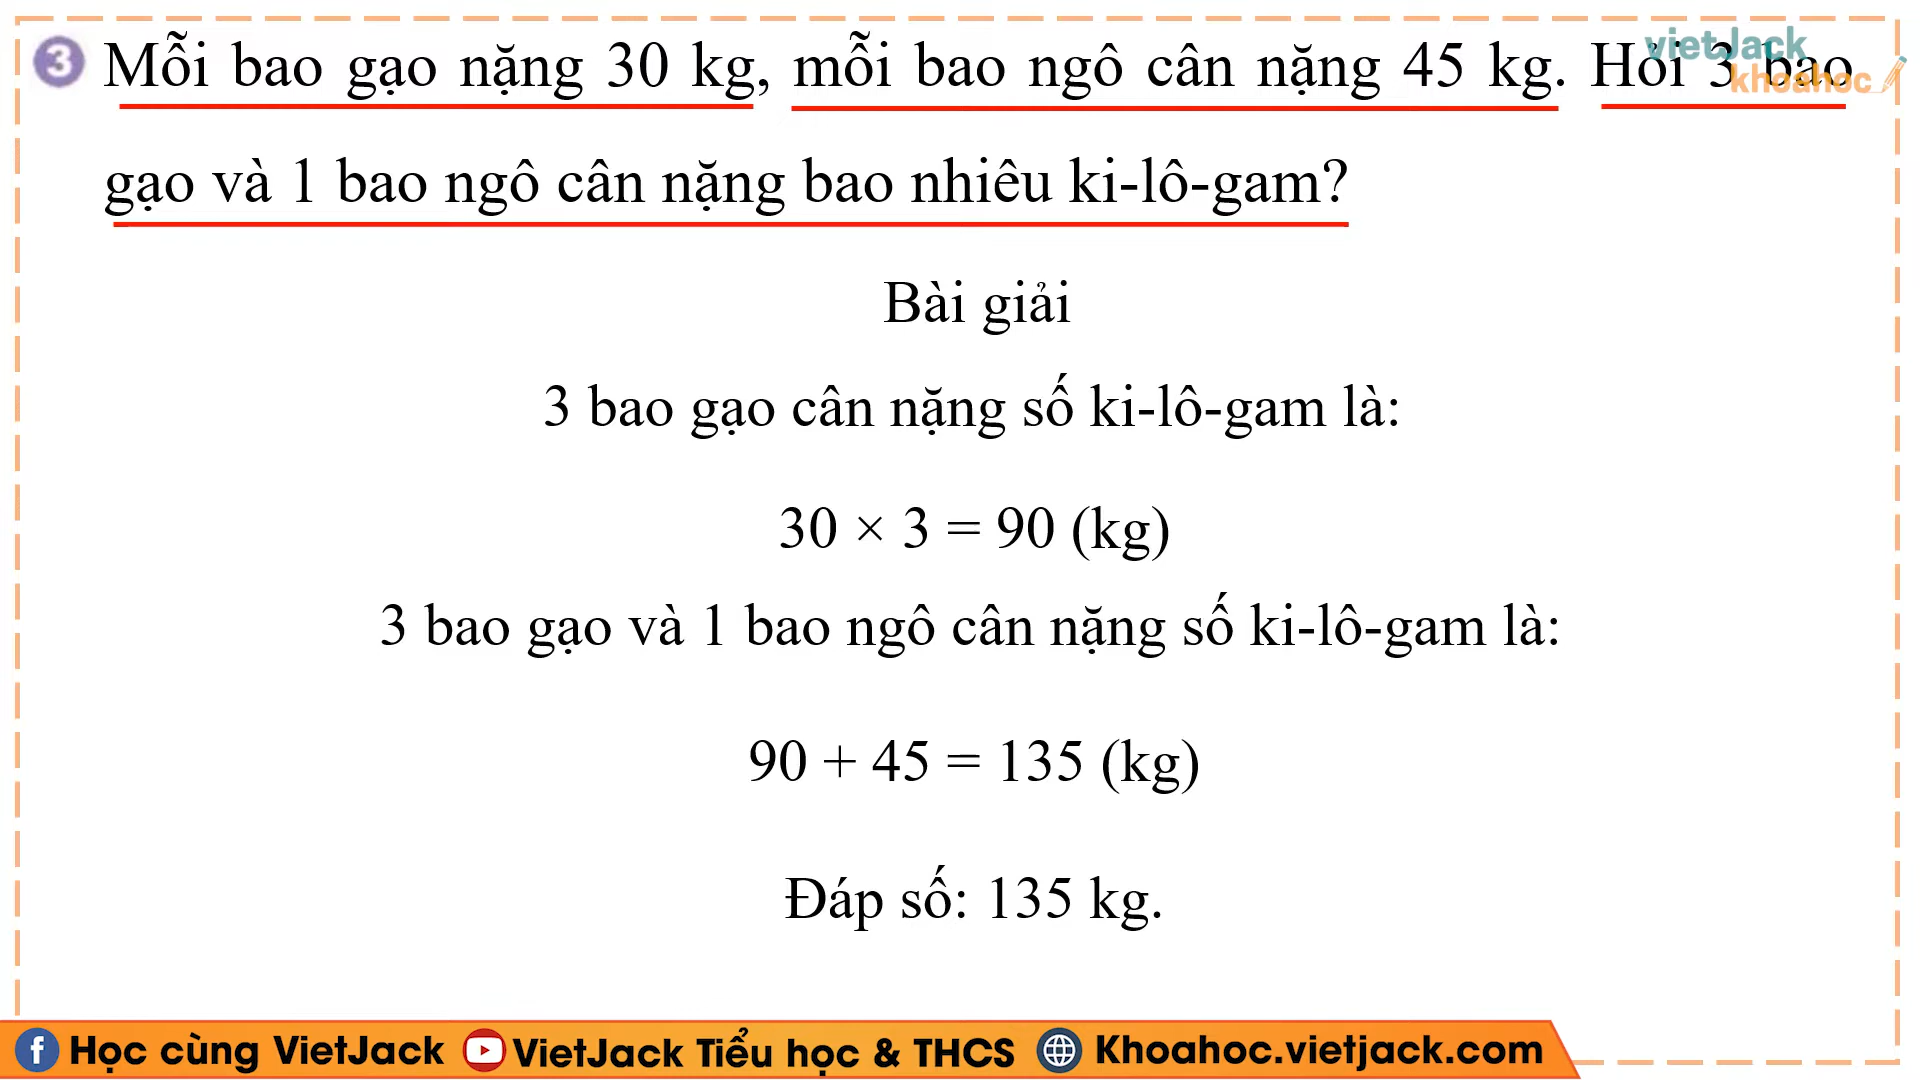 vietJack
khoahoc
3 Mỗi bao gạo nặng 30 kg, mỗi bao ngô cân nặng 45 kg. Hỏi 3 bao
gạo và 1 bao ngô cân nặng bao nhiêu ki-lô-gam?
Bài giải
3 bao gạo cân nặng số ki-lô-gam là:
30 × 3 = 90 (kg)
3 bao gạo và 1 bao ngô cân nặng số ki-lô-gam là:
90 + 45 = 135 (kg)
Đáp số: 135 kg.
Học cùng VietJack VietJack Tiểu học & THCS Khoahoc.vietjack.com